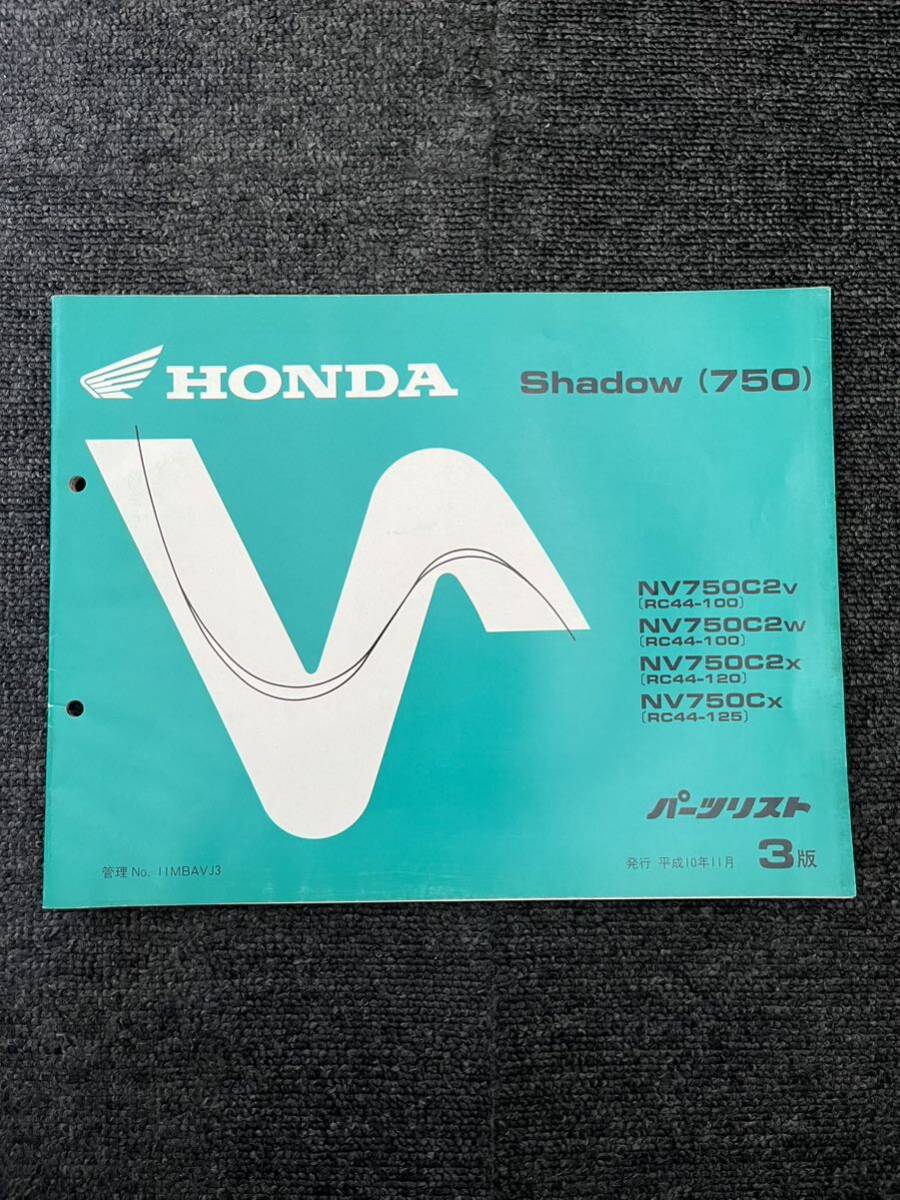 HONDA
Shadow (750)
NV750C2V
(RC44-100)
NV750C2W
(RC44-100)
NV750C2X
(RC44-120)
NV750CX
(RC44-125)
パーツリスト
管理 No. 11MBAVJ3
発行 平成10年11月 3版